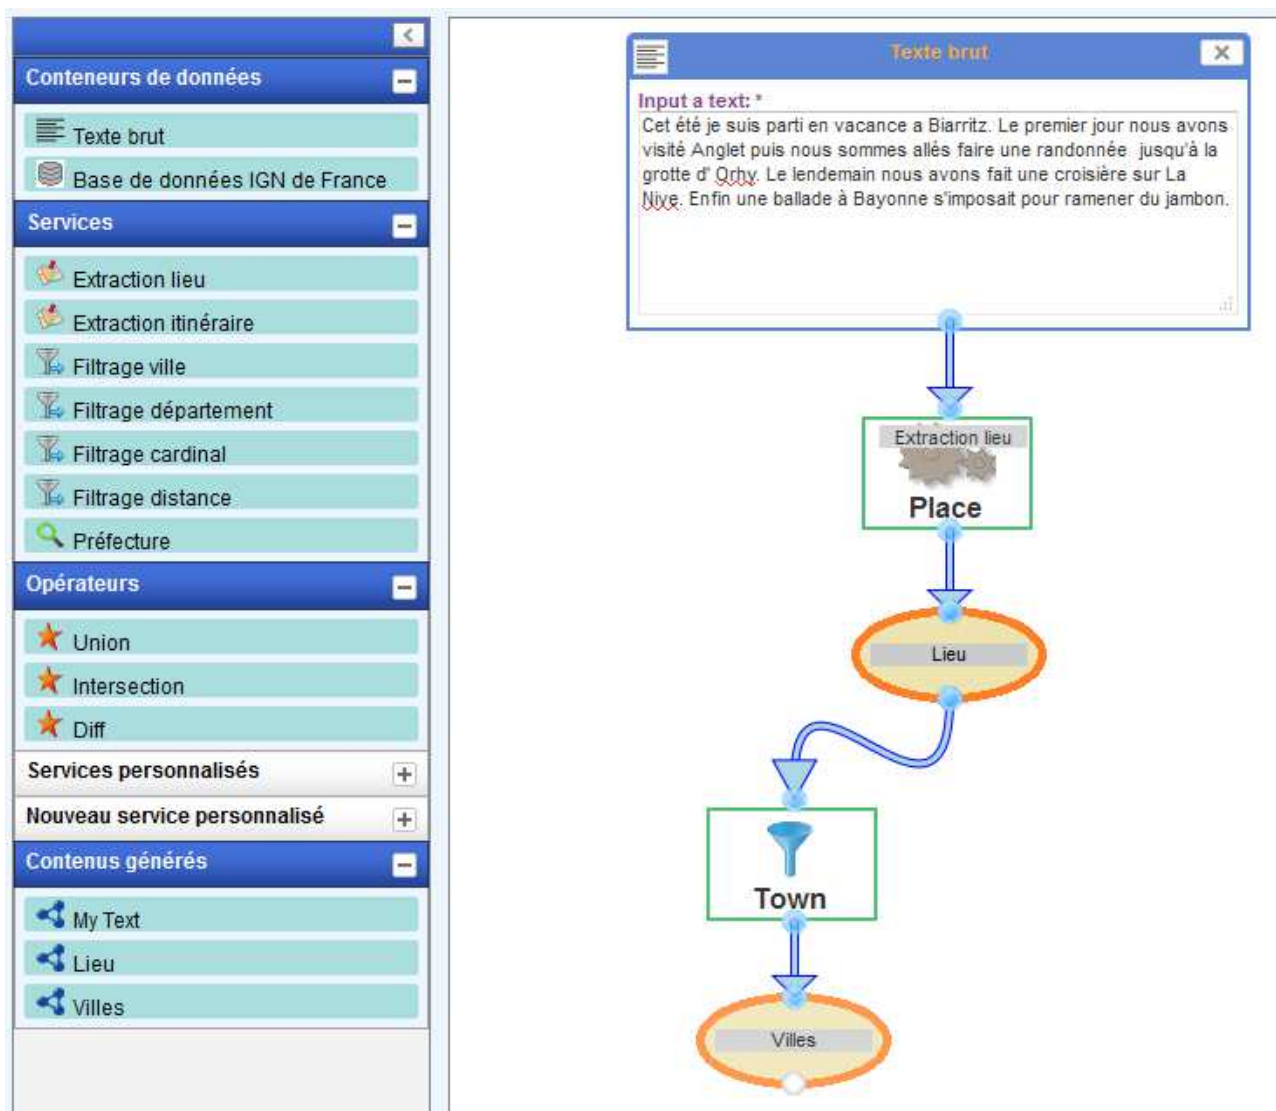 Conteneurs de données
Texte brut
Base de données IGN de France
Services
Extraction lieu
Extraction itinéraire
Filtrage ville
Filtrage département
Filtrage cardinal
Filtrage distance
Préfecture
Opérateurs
Union
Intersection
Diff
Services personnalisés
Nouveau service personnalisé
Contenus générés
My Text
Lieu
Villes
Texte brut
Input a text: *
Cet été je suis parti en vacance a Biarritz. Le premier jour nous avons
visité Anglet puis nous sommes allés faire une randonnée jusqu'à la
grotte d' Orhy. Le lendemain nous avons fait une croisière sur La
Nive. Enfin une ballade à Bayonne s'imposait pour ramener du jambon.
Extraction lieu
Place
Lieu
Town
Villes